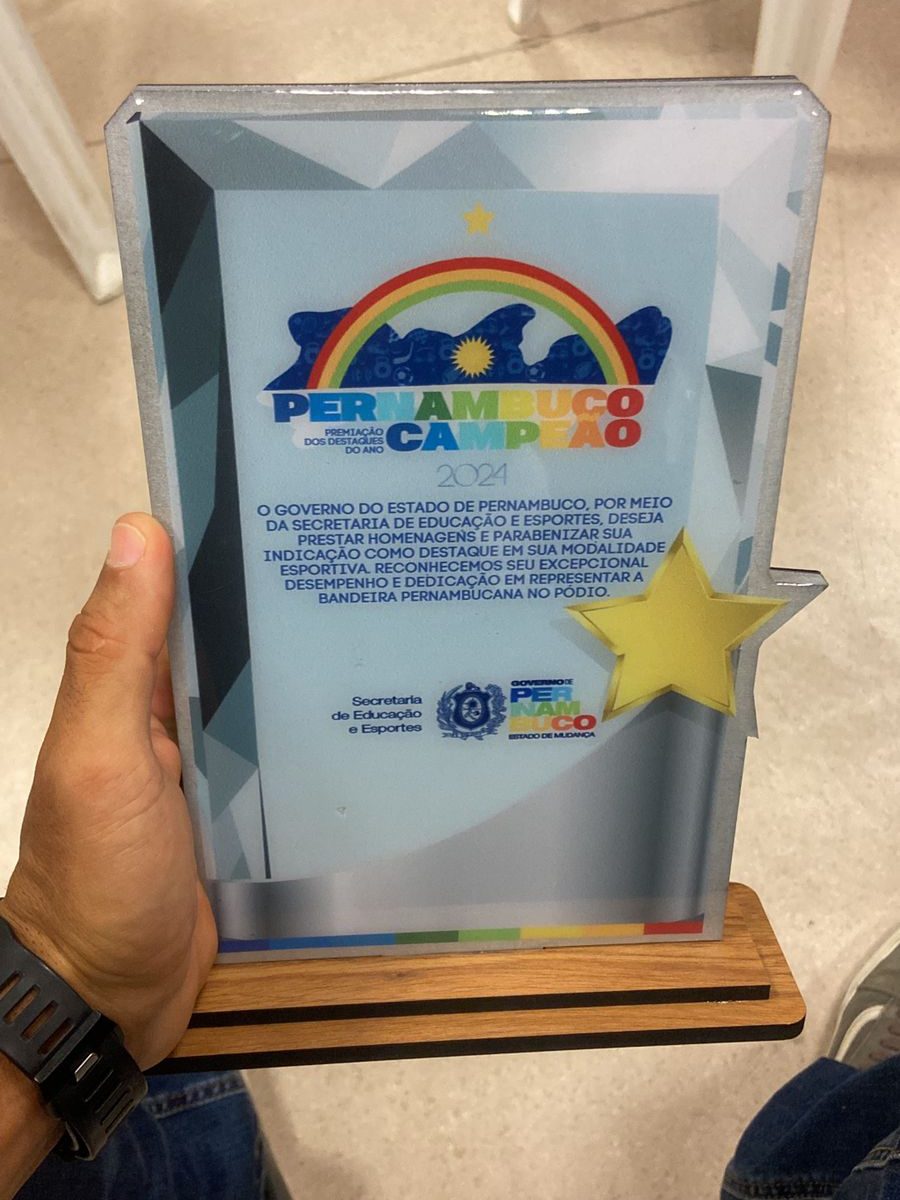 PERNAMBUCO
PREMIAÇÃO
DOS DESTAQUES
DO ANO
CAMPEÃO
2024
O GOVERNO DO ESTADO DE PERNAMBUCO, POR MEIO
DA SECRETARIA DE EDUCAÇÃO E ESPORTES, DESEJA
PRESTAR HOMENAGENS E PARABENIZAR SUA
INDICAÇÃO COMO DESTAQUE EM SUA MODALIDADE
ESPORTIVA. RECONHECEMOS SEU EXCEPCIONAL
DESEMPENHO E DEDICAÇÃO EM REPRESENTAR A
BANDEIRA PERNAMBUCANA NO PÓDIO.
Secretaria
de Educação
e Esportes
GOVERNO DE
PER
NAM
BUCO
ESTADO DE MUDANÇA